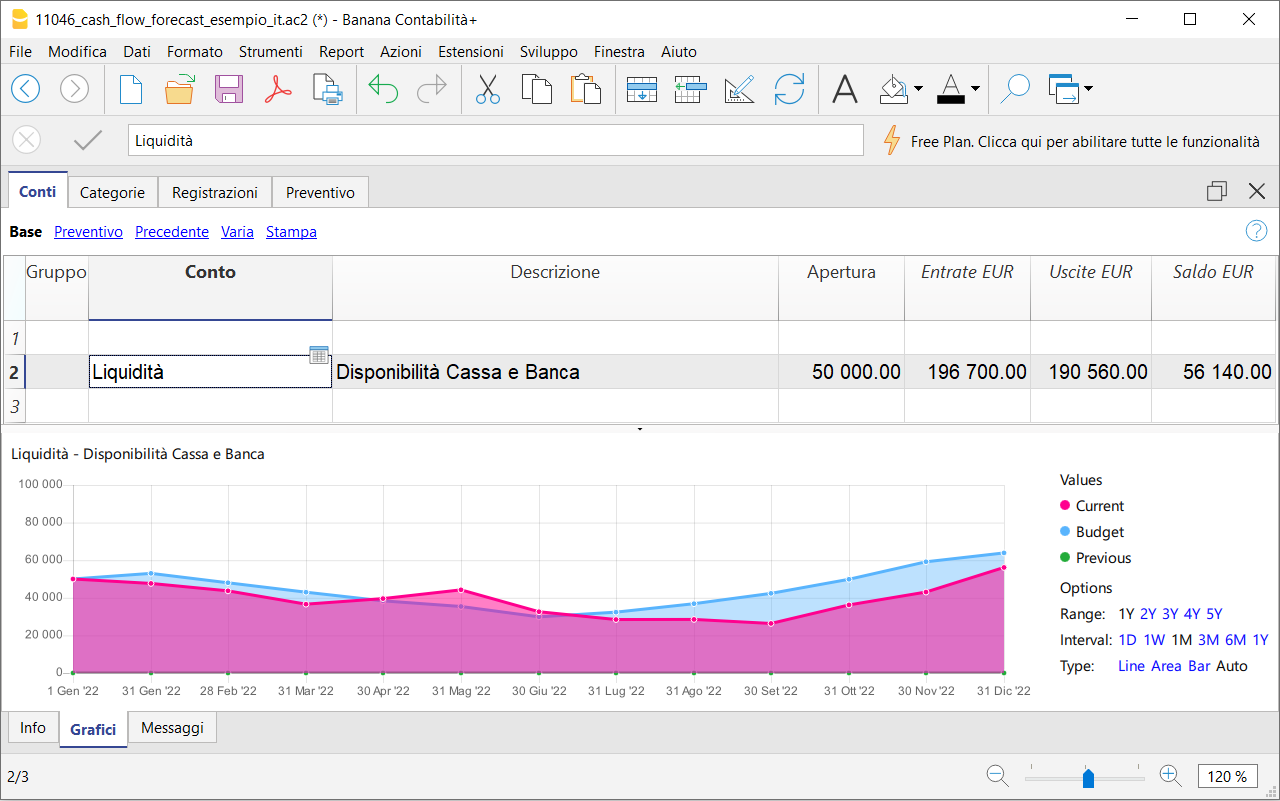 11046_cash_flow_forecast_esempio_it.ac2 (*) - Banana Contabilità+
File Modifica Dati Formato Strumenti Report Azioni Estensioni Sviluppo Finestra Aiuto
Liquidità
Free Plan. Clicca qui per abilitare tutte le funzionalità
Conti Categorie Registrazioni Preventivo
Base Preventivo Precedente Varia Stampa
Gruppo Conto Descrizione Apertura Entrate EUR Uscite EUR Saldo EUR
1
2 Liquidità Disponibilità Cassa e Banca 50 000.00 196 700.00 190 560.00 56 140.00
3
Liquidità - Disponibilità Cassa e Banca
100 000
80 000
60 000
40 000
20 000
0
1 Gen '22 31 Gen '22 28 Feb '22 31 Mar '22 30 Apr '22 31 Mag '22 30 Giu '22 31 Lug '22 31 Ago '22 30 Set '22 31 Ott '22 30 Nov '22 31 Dic '22
Values
Current
Budget
Previous
Options
Range: 1Y 2Y 3Y 4Y 5Y
Interval: 1D 1W 1M 3M 6M 1Y
Type: Line Area Bar Auto
Info Grafici Messaggi
2/3
120 %